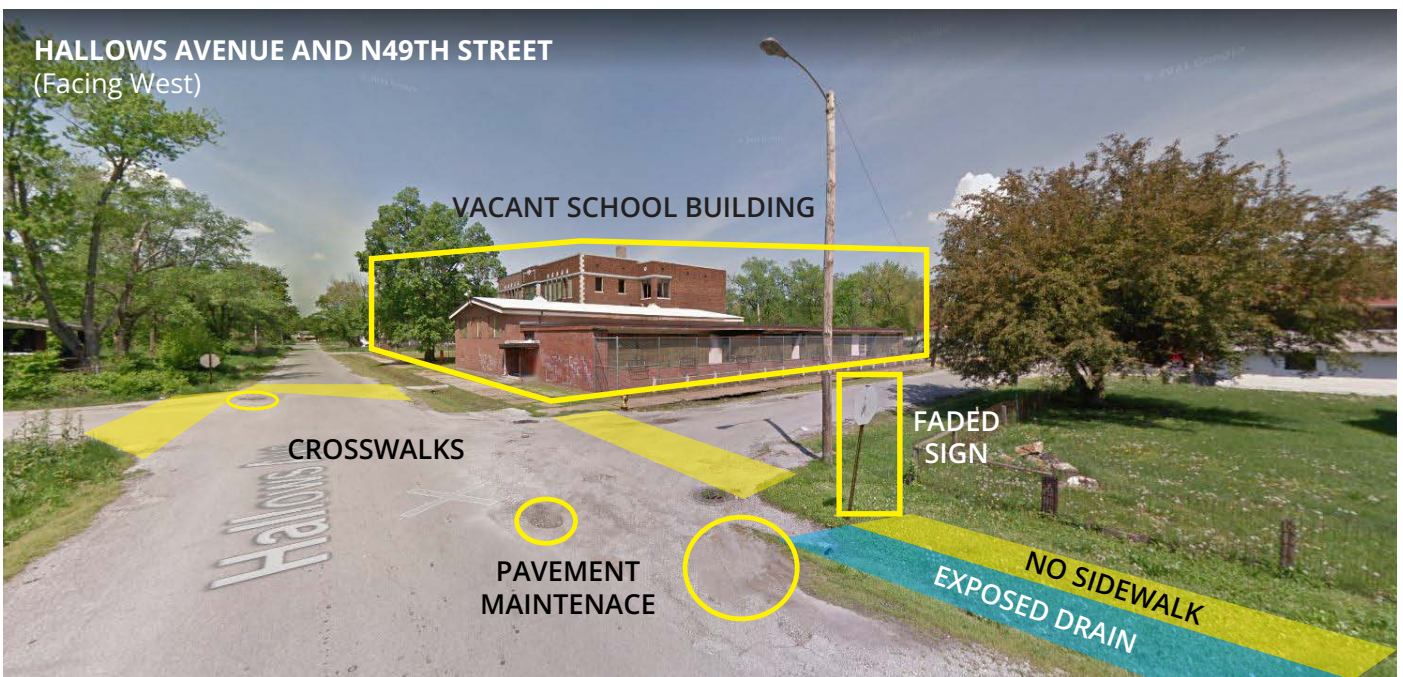 HALLOWS AVENUE AND N49TH STREET
(Facing West)
VACANT SCHOOL BUILDING
FADED
SIGN
CROSSWALKS
Hallows Ave
PAVEMENT
MAINTENACE
NO SIDEWALK
EXPOSED DRAIN